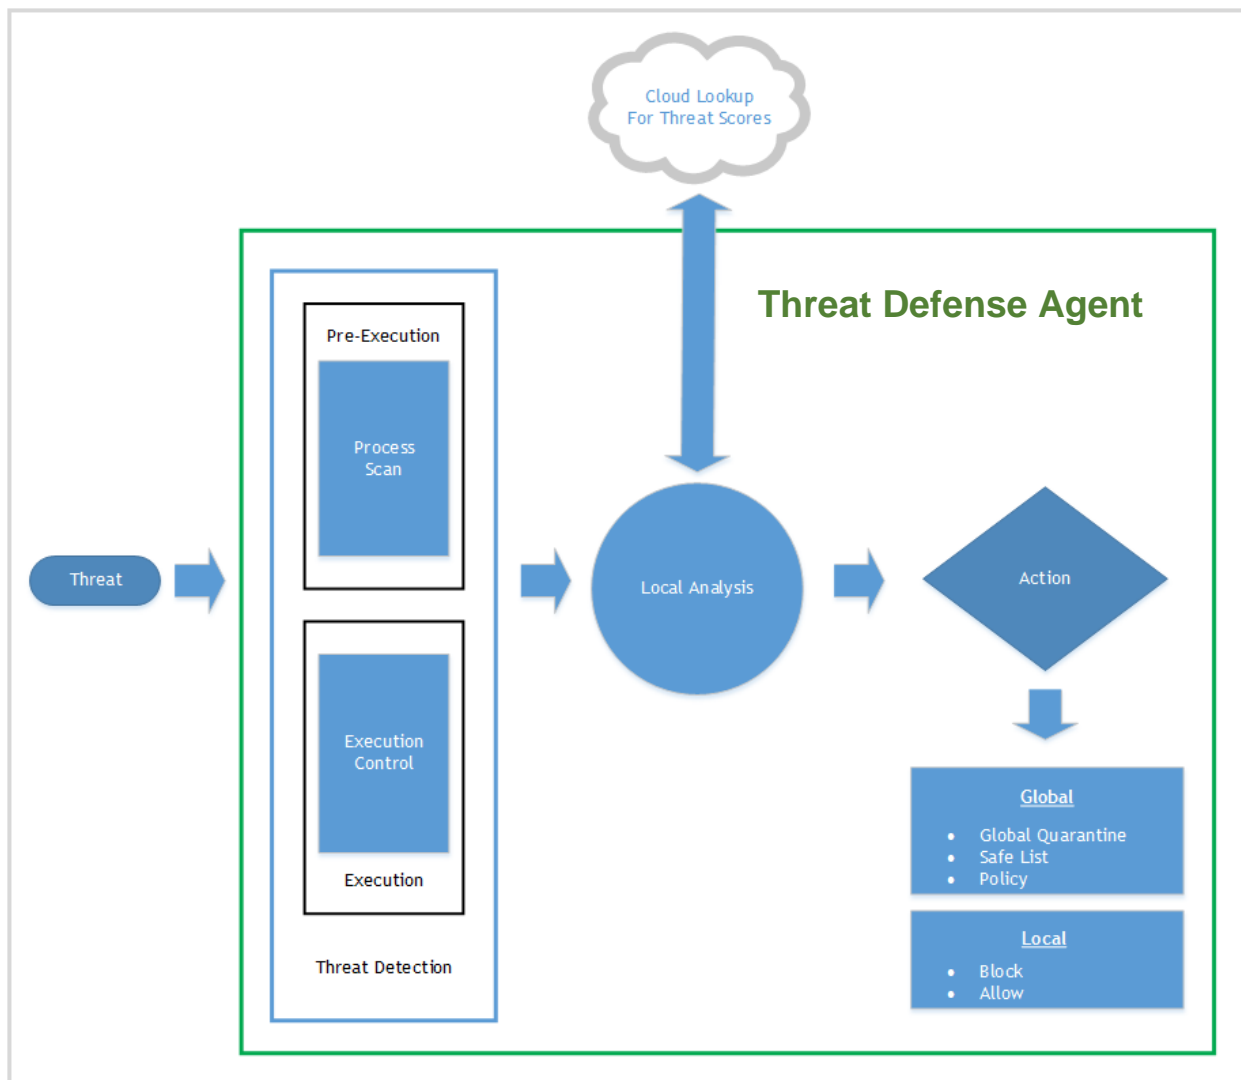 Cloud Lookup
For Threat Scores
Threat Defense Agent
Pre-Execution
Process
Scan
Threat
Local Analysis
Action
Execution
Control
Execution
Threat Detection
Global
• Global Quarantine
• Safe List
• Policy
Local
• Block
• Allow